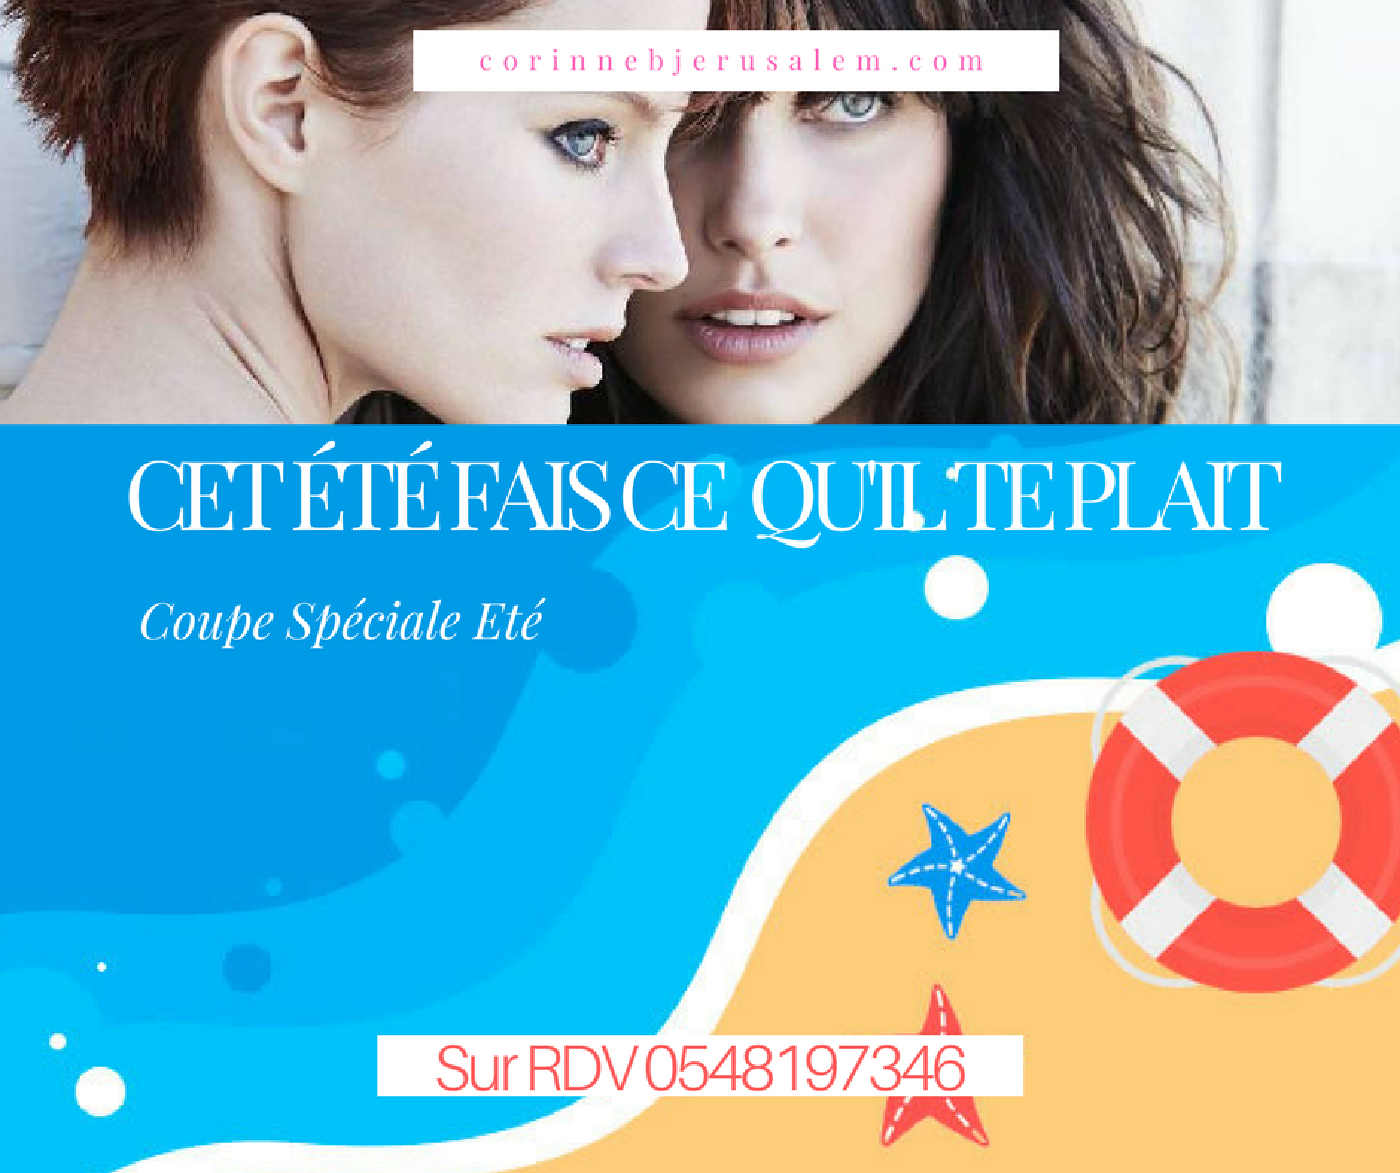 corinnebjerusalem.com
CET ÉTÉ FAIS CE QU'IL TE PLAIT
Coupe Spéciale Eté
Sur RDV 0548197346